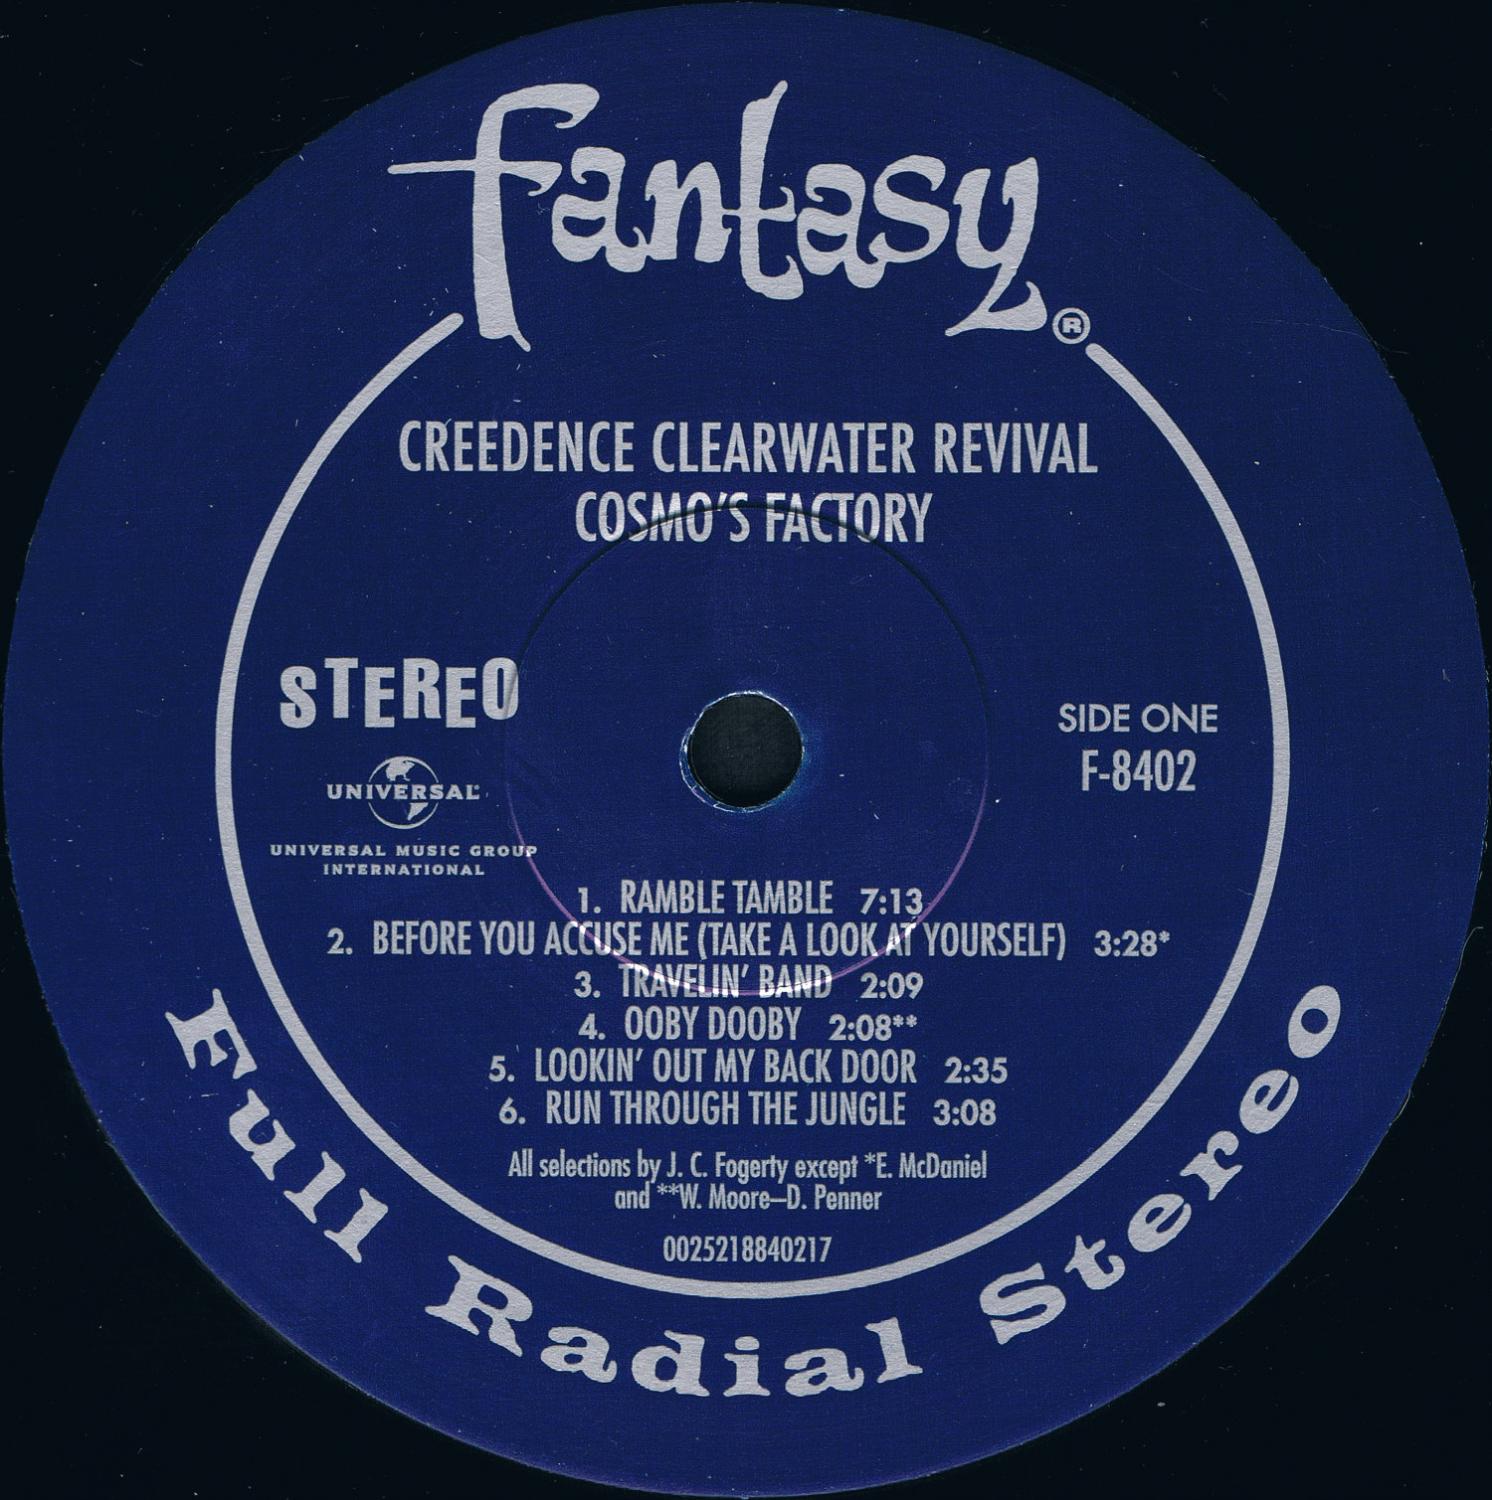 fantasy®
CREEDENCE CLEARWATER REVIVAL
COSMO'S FACTORY
STEREO
UNIVERSAL
UNIVERSAL MUSIC GROUP
INTERNATIONAL
SIDE ONE
F-8402
1. RAMBLE TAMBLE 7:13
2. BEFORE YOU ACCUSE ME (TAKE A LOOK AT YOURSELF) 3:28*
3. TRAVELIN' BAND 2:09
4. OOBY DOOBY 2:08**
5. LOOKIN' OUT MY BACK DOOR 2:35
6. RUN THROUGH THE JUNGLE 3:08
All selections by J. C. Fogerty except *E. McDaniel
and **W. Moore–D. Penner
0025218840217
Full Radial Stereo